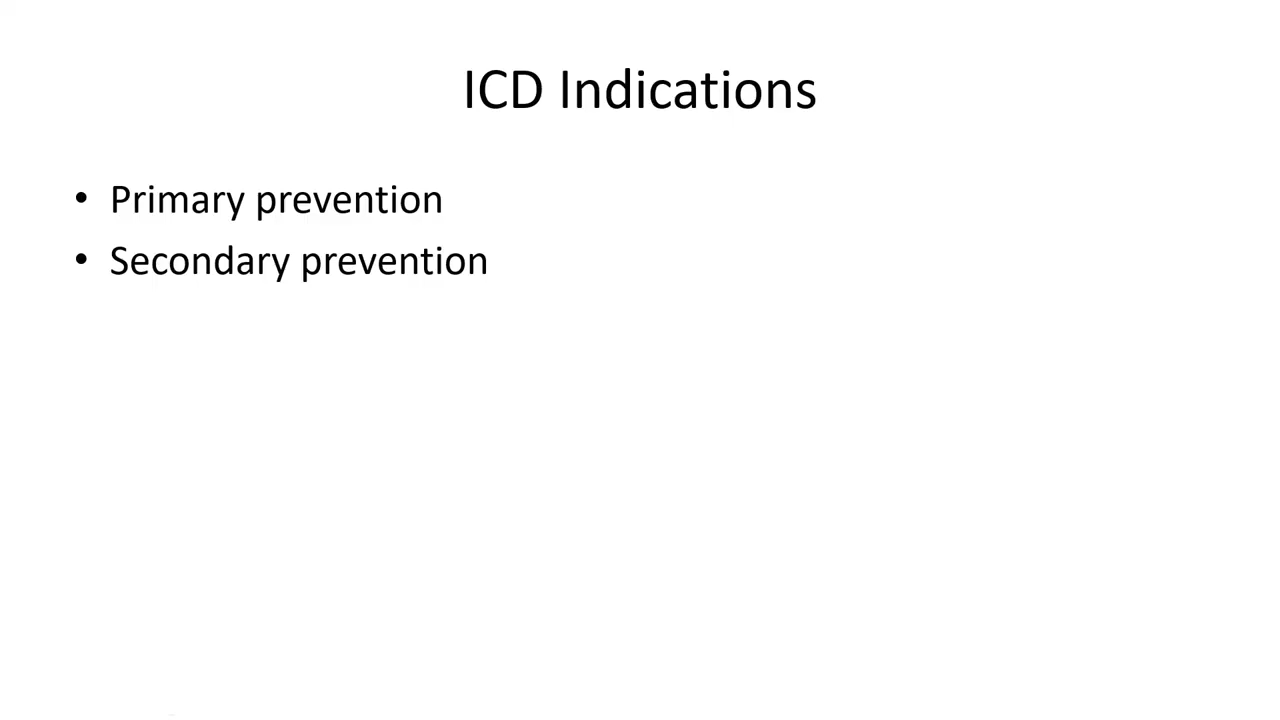 ICD Indications
• Primary prevention
• Secondary prevention